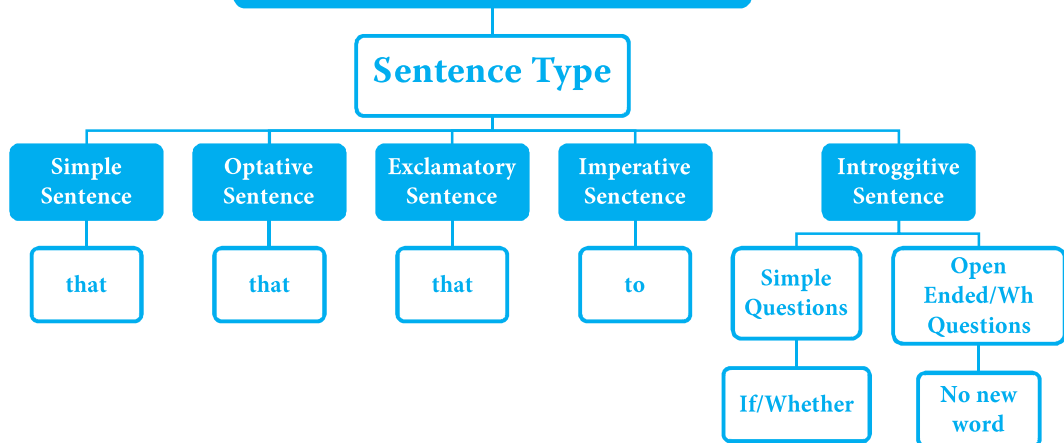 Sentence Type
Simple
Sentence
Optative
Sentence
Exclamatory
Sentence
Imperative
Senctence
Introggitive
Sentence
that
that
that
to
Simple
Questions
Open
Ended/Wh
Questions
If/Whether
No new
word